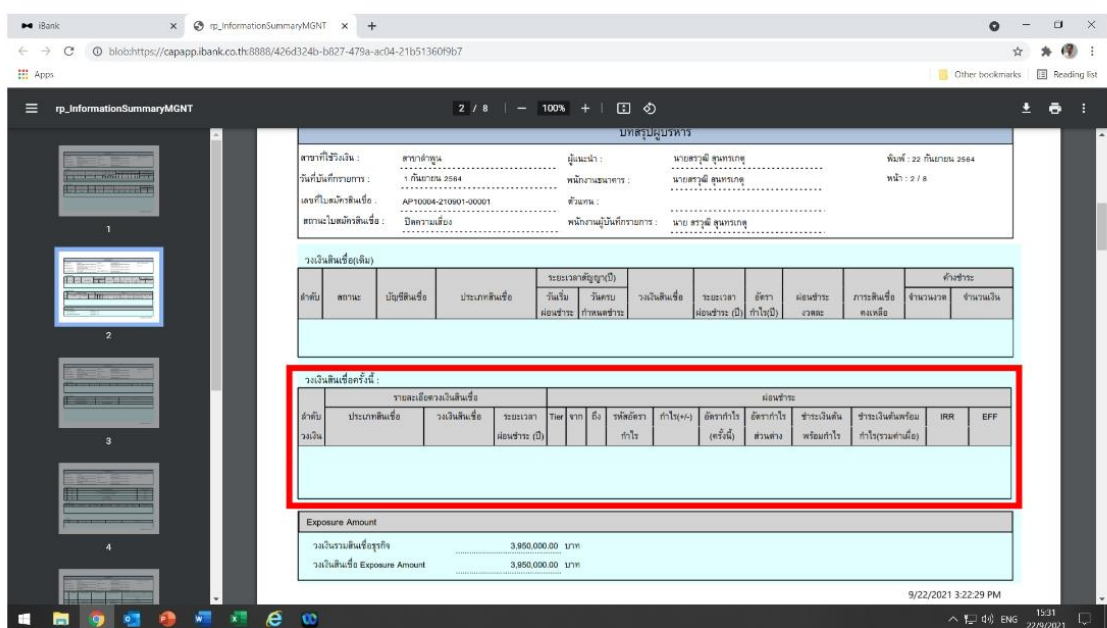 iBank
rp_InformationSummaryMGNT
blob:https://capapp.ibank.co.th:8888/426d324b-b827-479a-ac04-21b51360f9b7
Apps
Other bookmarks
Reading list
rp_InformationSummaryMGNT
2 / 8
100%
บทสรุปผู้บริหาร
สาขาที่ใช้วงเงิน : สาขาลำพูน ผู้แนะนำ : นายสรวุฒิ สุนทรเกตุ พิมพ์ : 22 กันยายน 2564
วันที่บันทึกรายการ : 1 กันยายน 2564 พนักงานธนาคาร : นายสรวุฒิ สุนทรเกตุ หน้า : 2 / 8
เลขที่ใบสมัครสินเชื่อ : AP10004-210901-00001 ตัวแทน :
สถานะใบสมัครสินเชื่อ : ปิดความเสี่ยง พนักงานผู้บันทึกรายการ : นาย สรวุฒิ สุนทรเกตุ
วงเงินสินเชื่อ(เดิม)
ระยะเวลาสัญญา(ปี) ค้างชำระ
ลำดับ สถานะ บัญชีสินเชื่อ ประเภทสินเชื่อ วันเริ่ม วันครบ วงเงินสินเชื่อ ระยะเวลา อัตรา ผ่อนชำระ ภาระสินเชื่อ จำนวนงวด จำนวนเงิน
ผ่อนชำระ กำหนดชำระ ผ่อนชำระ (ปี) กำไร(ปี) งวดละ คงเหลือ
วงเงินสินเชื่อครั้งนี้ :
รายละเอียดวงเงินสินเชื่อ ผ่อนชำระ
ลำดับ ประเภทสินเชื่อ วงเงินสินเชื่อ ระยะเวลา Tier จาก ถึง รหัสอัตรา กำไร(+/-) อัตรากำไร อัตรากำไร ชำระเงินต้น ชำระเงินต้นพร้อม IRR EFF
วงเงิน ผ่อนชำระ (ปี) กำไร (ครั้งนี้) ส่วนต่าง พร้อมกำไร กำไร(รวมค่าเผื่อ)
Exposure Amount
วงเงินรวมสินเชื่อธุรกิจ 3,950,000.00 บาท
วงเงินสินเชื่อ Exposure Amount 3,950,000.00 บาท
9/22/2021 3:22:29 PM
1
2
3
4
ENG
15:31
22/9/2021